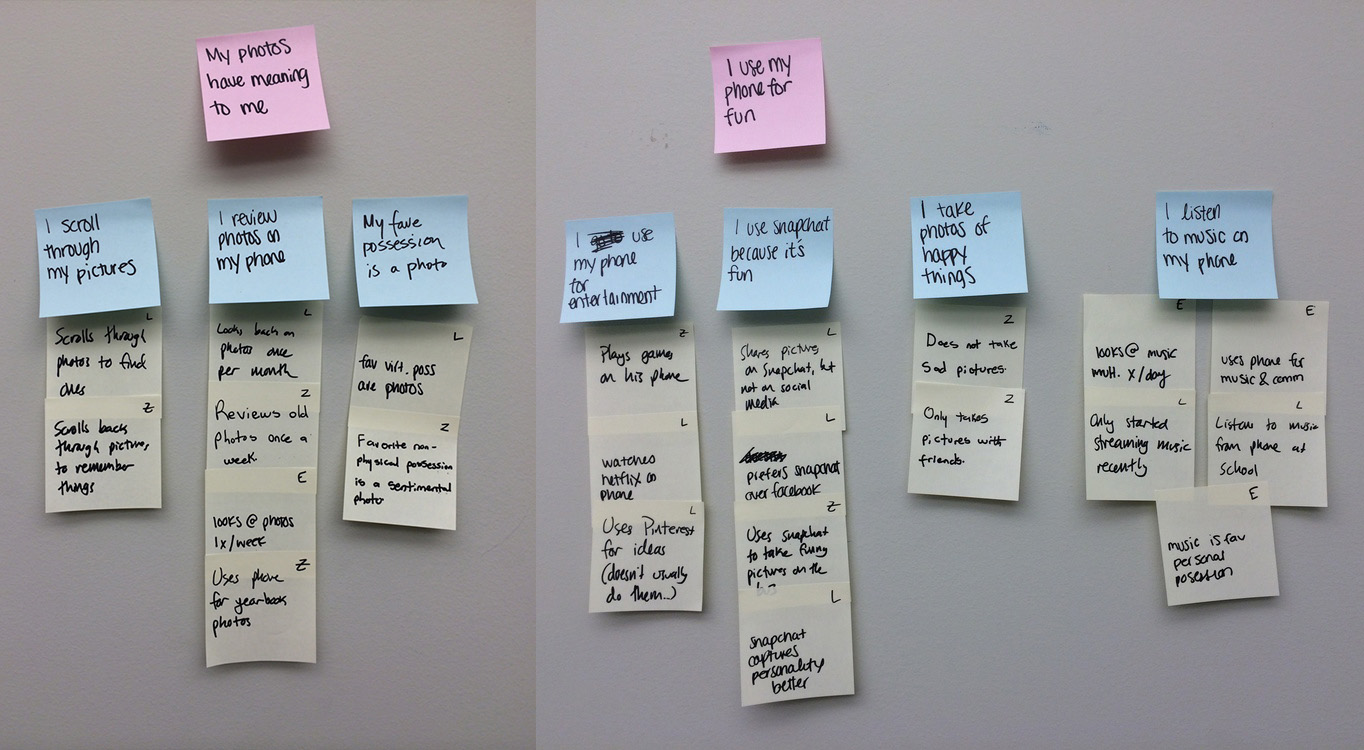 My photos
have meaning
to me
I scroll
through
my pictures
L
Scrolls through
photos to find
ones
Z
Scrolls back
through pictures
to remember
things
I review
photos on
my phone
L
Looks back on
photos once
per month
Z
Reviews old
photos once a
week
E
looks @ photos
1x/week
Z
Uses phone
for yearbook
photos
My fave
possession
is a photo
L
fav virt. poss
are photos
Z
Favorite non-
physical possession
is a sentimental
photo
I use my
phone for
fun
I use
my phone
for
entertainment
Z
Plays games
on his phone
L
watches
netflix on
phone
L
Uses Pinterest
for ideas
(doesn't usually
do them..)
I use snapchat
because it's
fun
L
Shares pictures
on Snapchat, but
not on social
media
L
prefers snapchat
over facebook
Z
Uses snapchat
to take funny
pictures on the
bus
L
snapchat
captures
personality
better
I take
photos of
happy
things
Z
Does not take
sad pictures.
Z
Only takes
pictures with
friends.
I listen
to music on
my phone
E
looks @ music
mult. x/day
L
Only started
streaming music
recently
E
uses phone for
music & comm
L
Listens to music
from phone at
school
E
music is fav
personal
posession